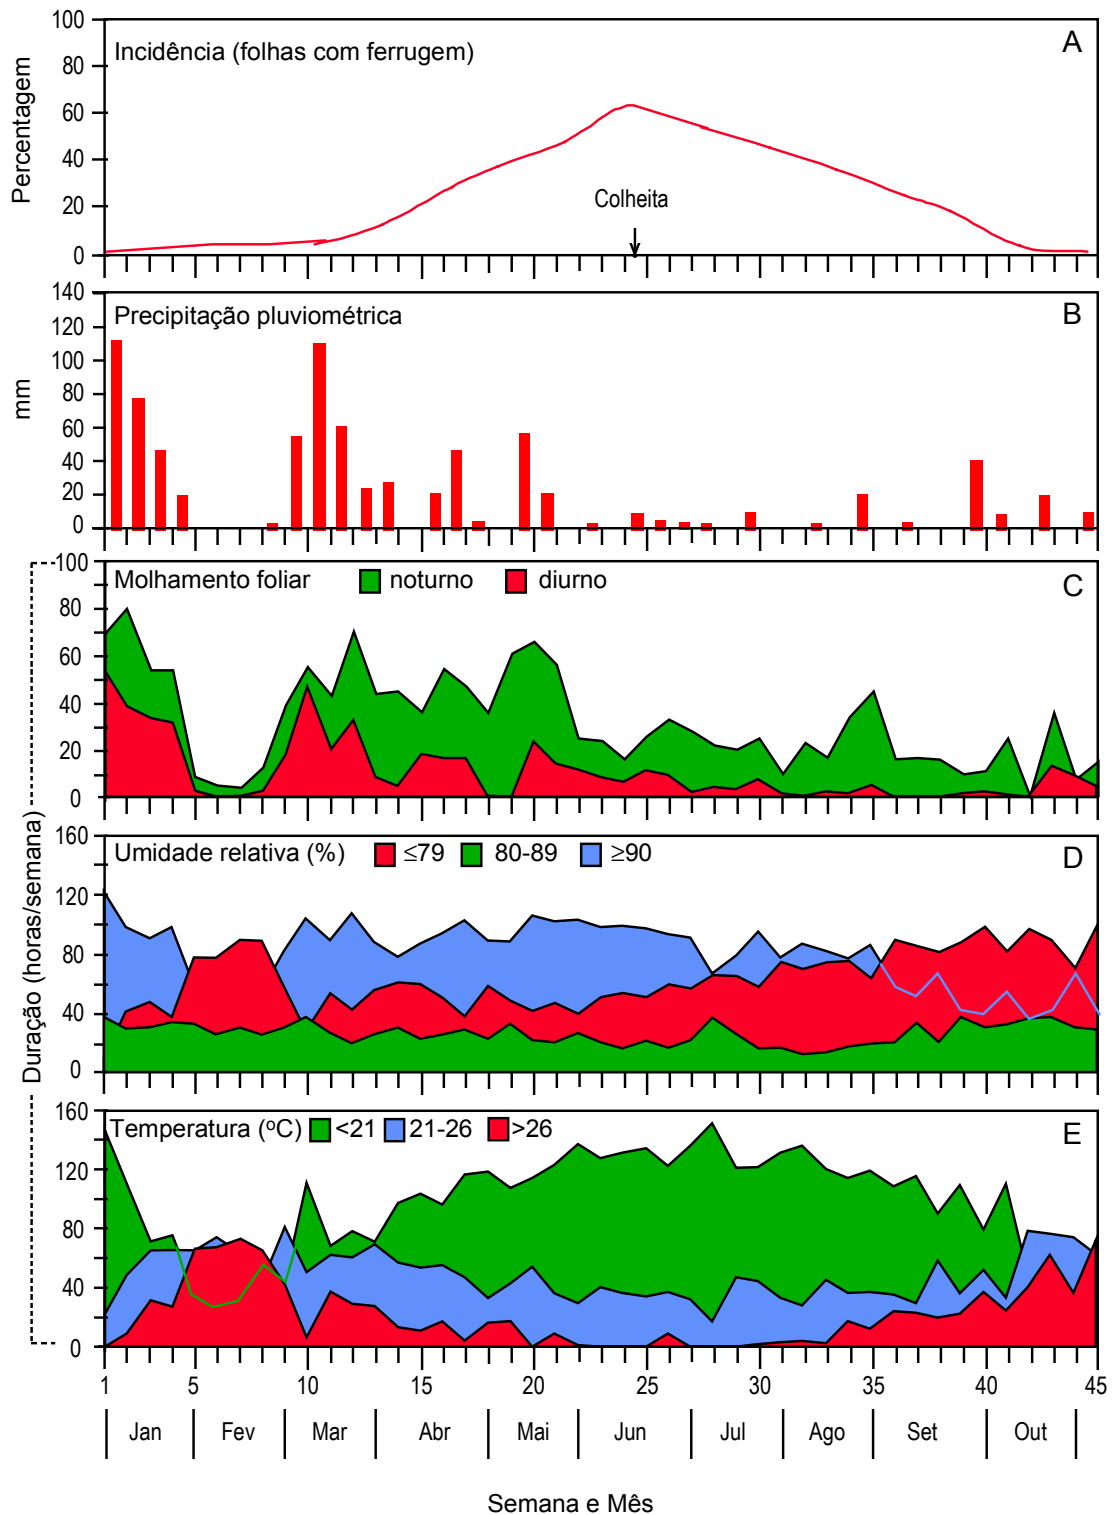 100
80
60
40
20
0
Percentagem
Incidência (folhas com ferrugem)
A
Colheita
140
120
100
80
60
40
20
0
mm
Precipitação pluviométrica
B
100
80
60
40
20
0
Molhamento foliar noturno diurno
C
Duração (horas/semana)
160
120
80
40
0
Umidade relativa (%) ≤79 80-89 ≥90
D
160
120
80
40
0
Temperatura (ºC) <21 21-26 >26
E
1 5 10 15 20 25 30 35 40 45
Jan Fev Mar Abr Mai Jun Jul Ago Set Out
Semana e Mês